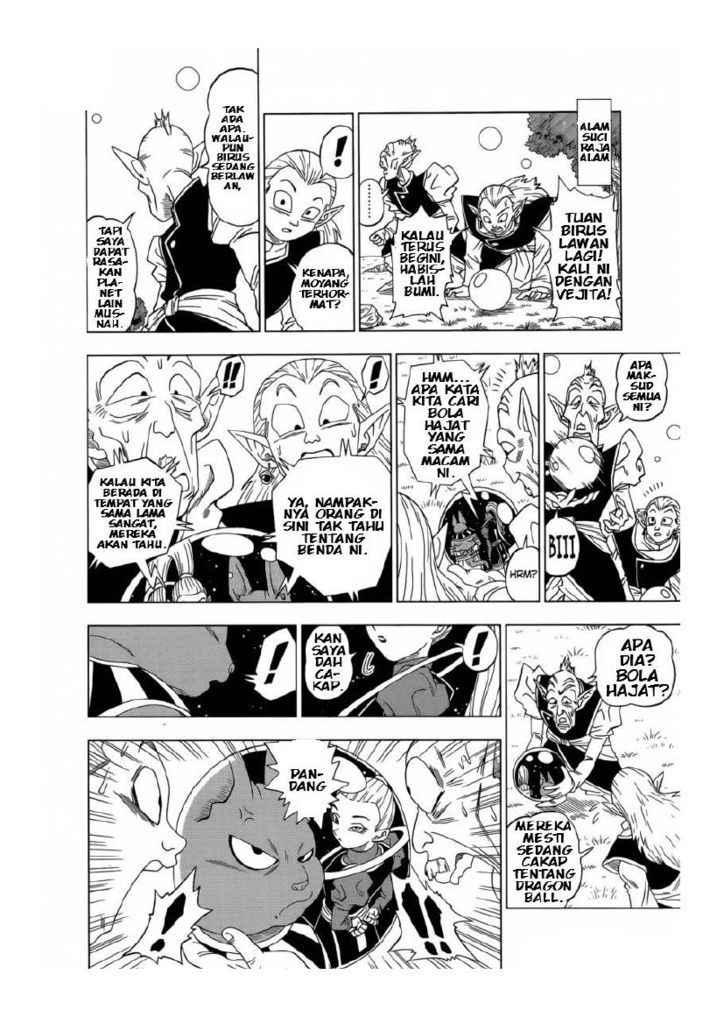 ALAM
SUCI
RAJA
ALAM
TUAN
BIRUS
LAWAN
LAGI!
KALI NI
DENGAN
VEJITA!
KALAU
TERUS
BEGINI,
HABIS-
LAH
BUMI.
........
!
KENAPA,
MOYANG
TERHOR-
MAT?
TAK
ADA
APA.
WALAU-
PUN
BIRUS
SEDANG
BERLAW
AN,
TAPI
SAYA
DAPAT
RASA-
KAN
PLA-
NET
LAIN
MUS-
NAH.
APA
MAK-
SUD
SEMUA
NI?
BIII
HMM...
APA KATA
KITA CARI
BOLA
HAJAT
YANG
SAMA
MACAM
NI.
HRM?
!
YA, NAMPAK-
NYA ORANG DI
SINI TAK TAHU
TENTANG
BENDA NI.
!!
KALAU KITA
BERADA DI
TEMPAT YANG
SAMA LAMA
SANGAT,
MEREKA
AKAN TAHU.
APA
DIA?
BOLA
HAJAT?
MEREKA
MESTI
SEDANG
CAKAP
TENTANG
DRAGON
BALL.
!
KAN
SAYA
DAH
CA-
KAP.
!
PAN-
DANG
!!
!!